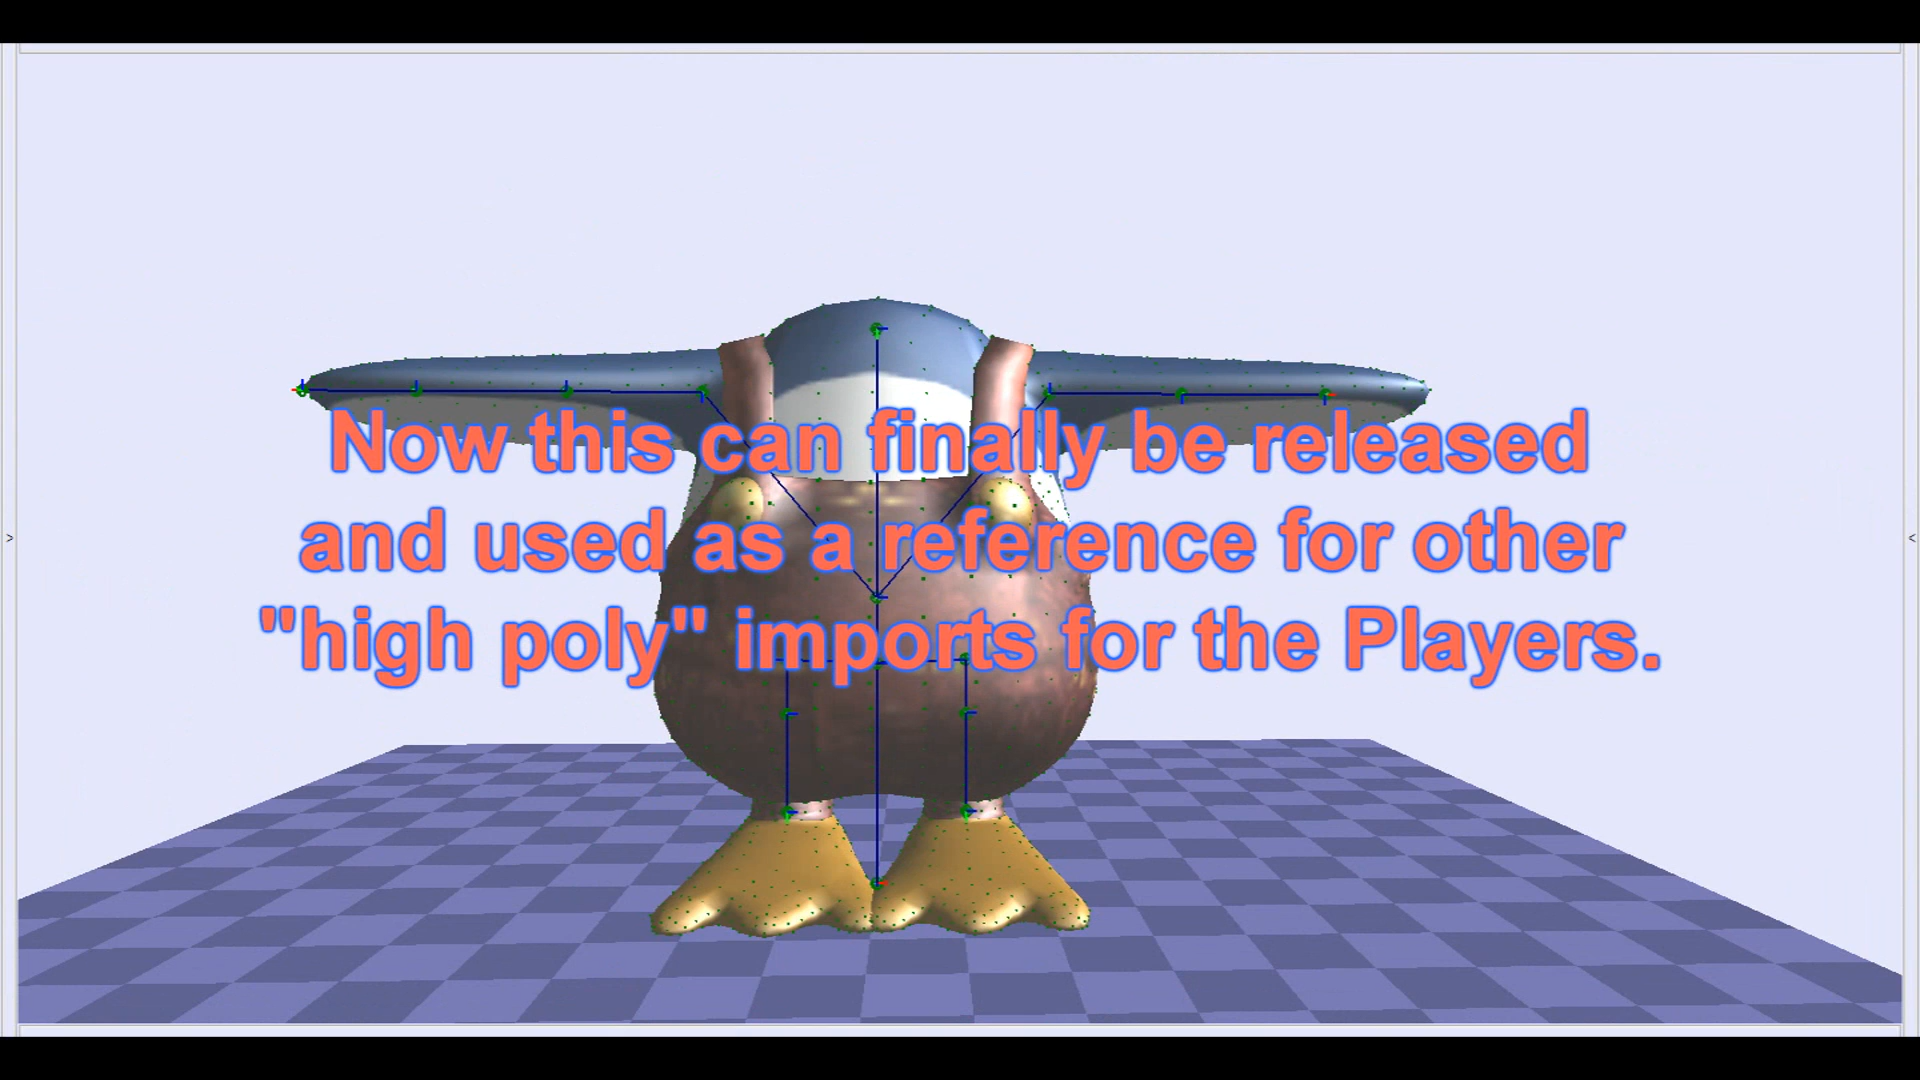 Now this can finally be released
and used as a reference for other
"high poly" imports for the Players.